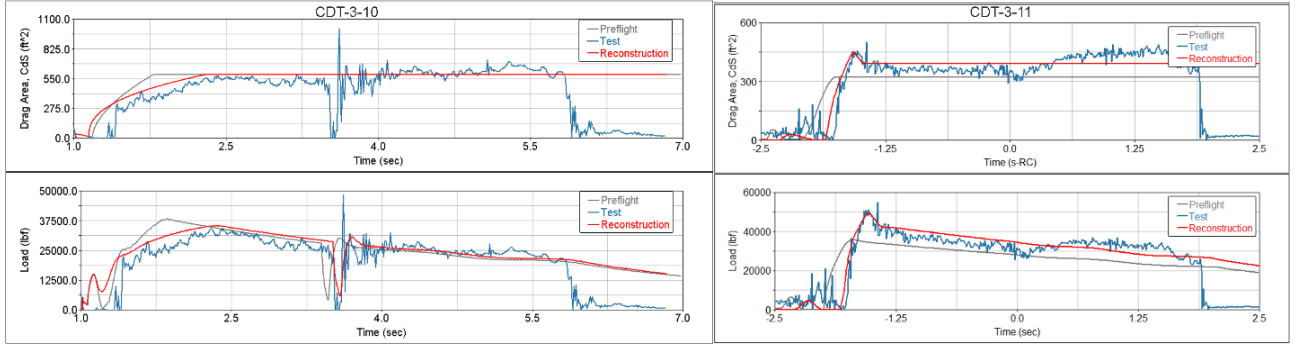 CDT-3-10
1100.0
825.0
550.0
275.0
0.0
Drag Area, CdS (ft^2)
Preflight
Test
Reconstruction
1.0 2.5 4.0 5.5 7.0
Time (sec)
CDT-3-11
600
300
0
Drag Area, CdS (ft^2)
Preflight
Test
Reconstruction
-2.5 -1.25 0.0 1.25 2.5
Time (s-RC)
50000.0
37500.0
25000.0
12500.0
0.0
Load (lbf)
Preflight
Test
Reconstruction
1.0 2.5 4.0 5.5 7.0
Time (sec)
60000
40000
20000
0
Load (lbf)
Preflight
Test
Reconstruction
-2.5 -1.25 0.0 1.25 2.5
Time (sec)